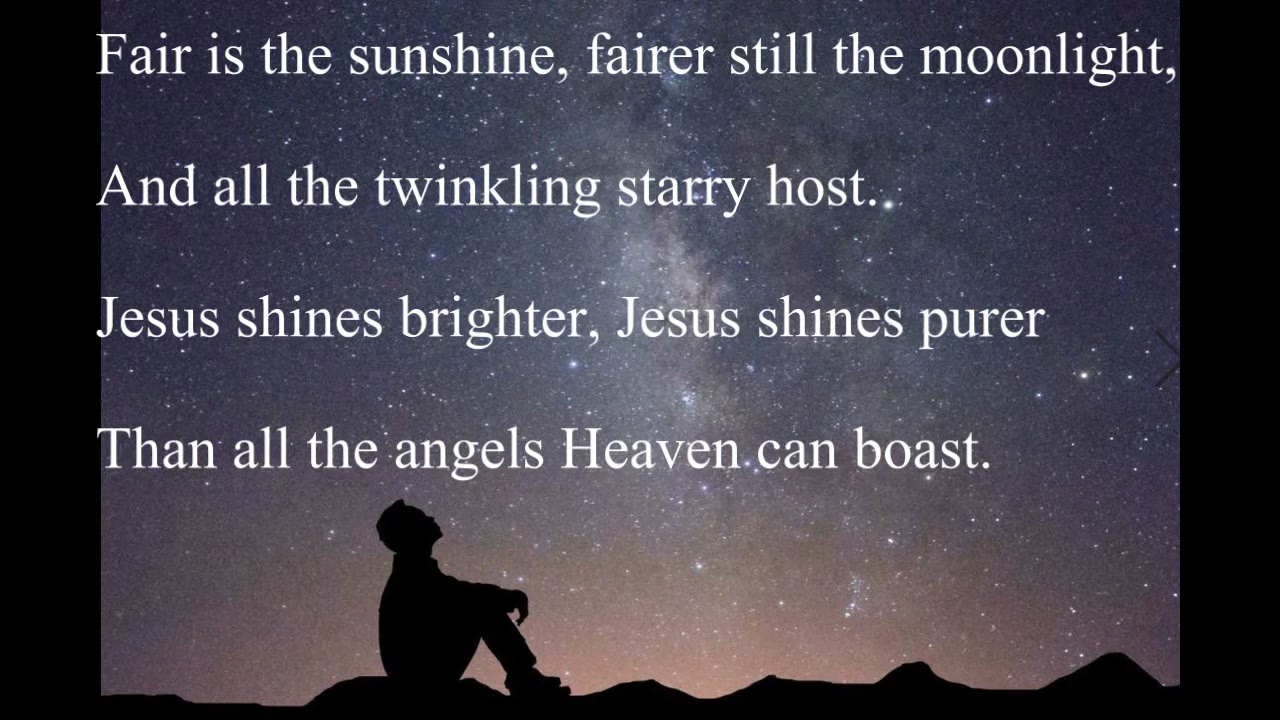 Fair is the sunshine, fairer still the moonlight,
And all the twinkling starry host.
Jesus shines brighter, Jesus shines purer
Than all the angels Heaven can boast.